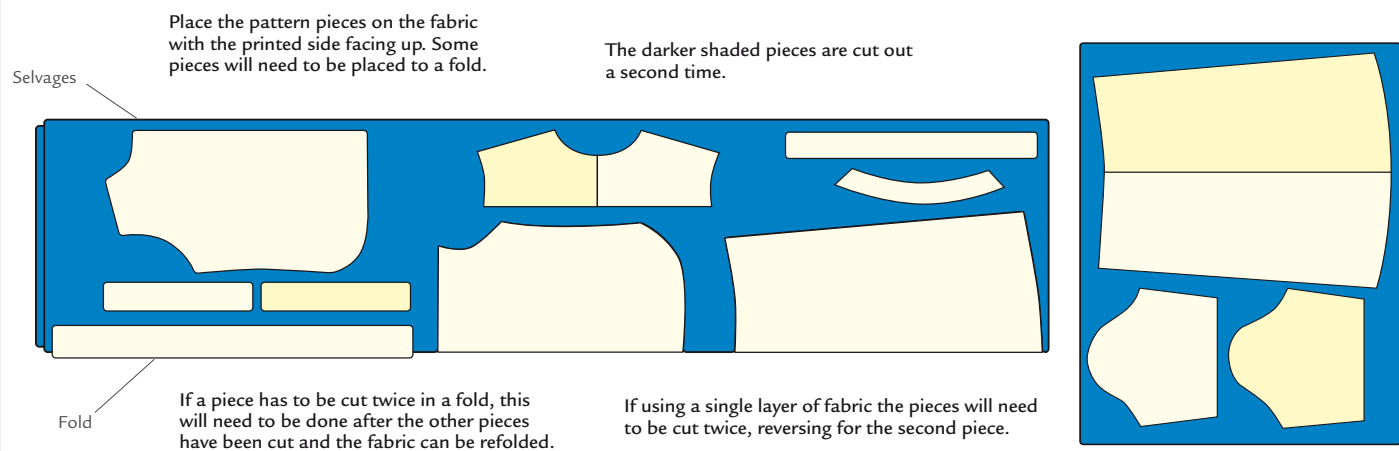 Place the pattern pieces on the fabric
with the printed side facing up. Some
pieces will need to be placed to a fold.
The darker shaded pieces are cut out
a second time.
Selvages
Fold
If a piece has to be cut twice in a fold, this
will need to be done after the other pieces
have been cut and the fabric can be refolded.
If using a single layer of fabric the pieces will need
to be cut twice, reversing for the second piece.